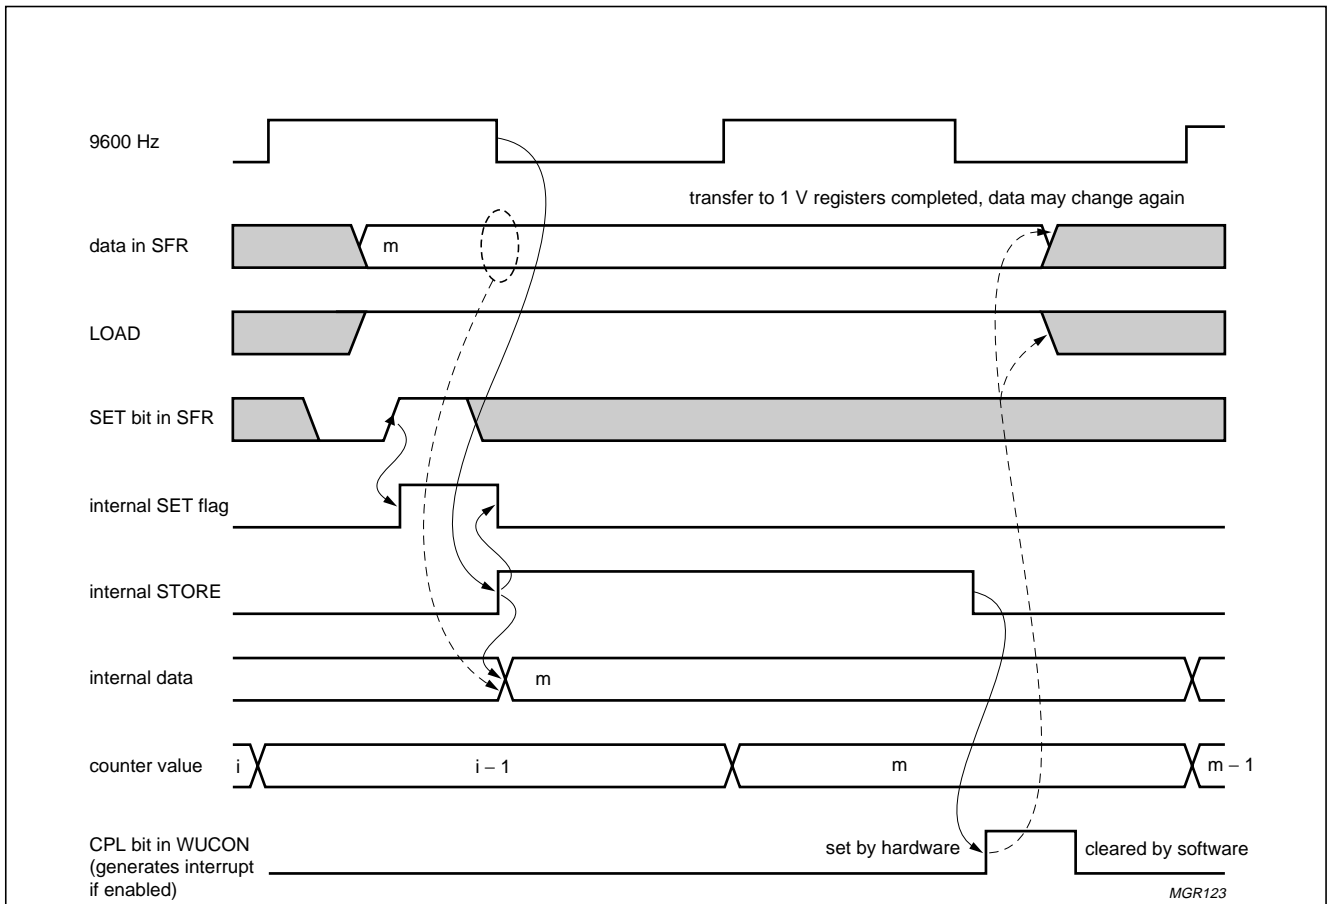 9600 Hz
transfer to 1 V registers completed, data may change again
data in SFR
m
LOAD
SET bit in SFR
internal SET flag
internal STORE
internal data
m
counter value
i
i – 1
m
m – 1
CPL bit in WUCON
(generates interrupt
if enabled)
set by hardware
cleared by software
MGR123